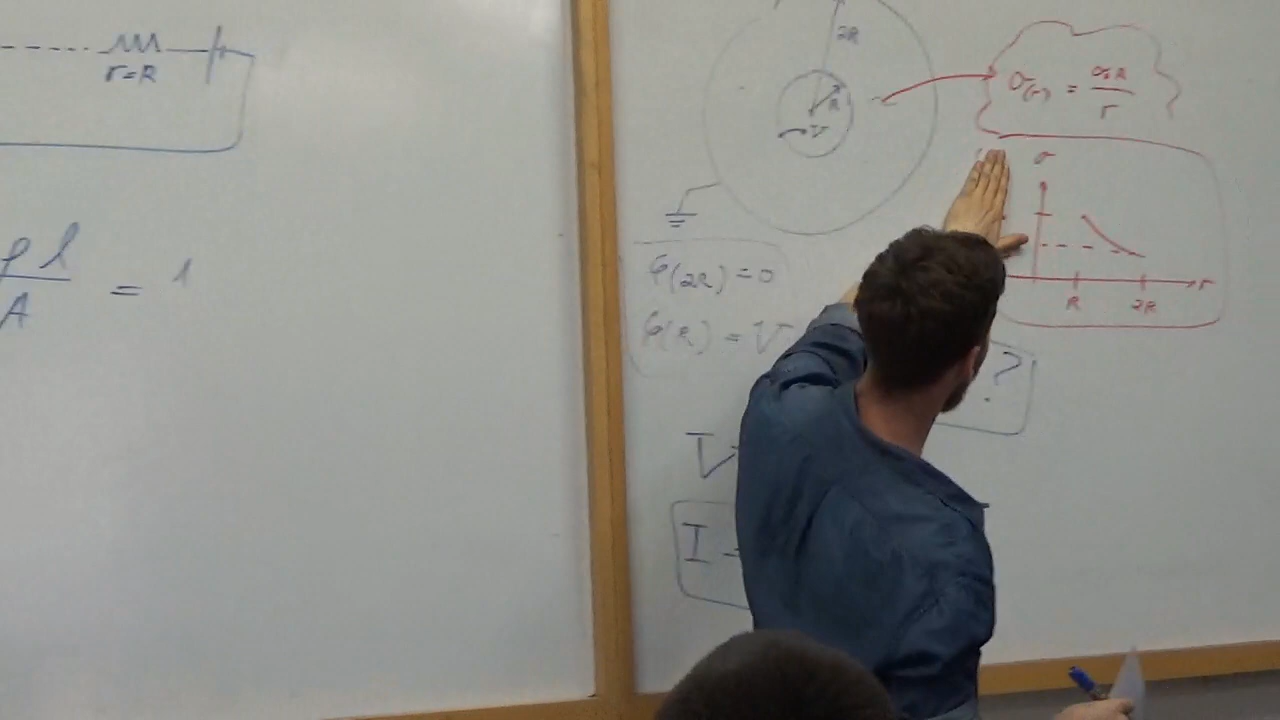 r=R
ρl
A
= 1
2R
R
V
σ(r) = σ₀R
r
σ
R
2R
r
φ(2R)=0
φ(R) = V
?
V
I =